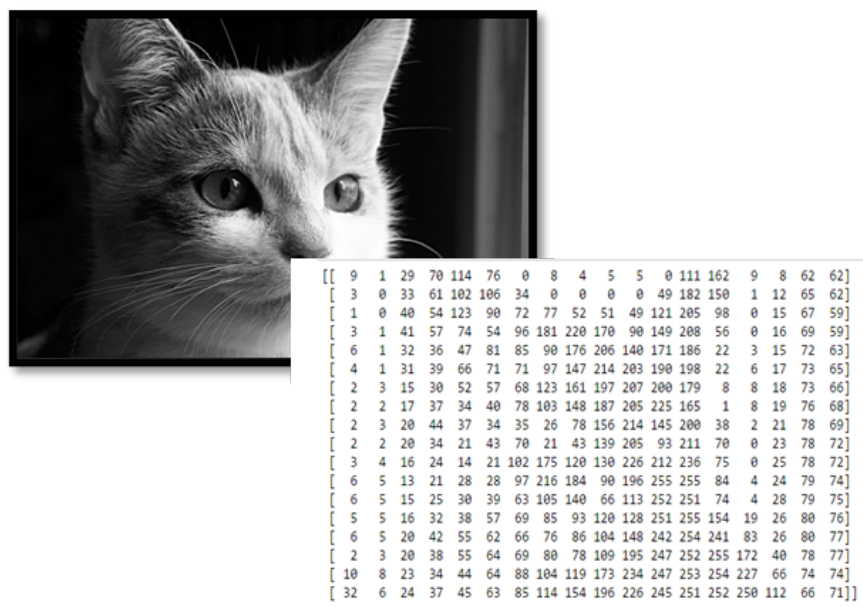 [[ 9 1 29 70 114 76 0 8 4 5 5 0 111 162 9 8 62 62]
[ 3 0 33 61 102 106 34 0 0 0 0 49 182 150 1 12 65 62]
[ 1 0 40 54 123 90 72 77 52 51 49 121 205 98 0 15 67 59]
[ 3 1 41 57 74 54 96 181 220 170 90 149 208 56 0 16 69 59]
[ 6 1 32 36 47 81 85 90 176 206 140 171 186 22 3 15 72 63]
[ 4 1 31 39 66 71 71 97 147 214 203 190 198 22 6 17 73 65]
[ 2 3 15 30 52 57 68 123 161 197 207 200 179 8 8 18 73 66]
[ 2 2 17 37 34 40 78 103 148 187 205 225 165 1 8 19 76 68]
[ 2 3 20 44 37 34 35 26 78 156 214 145 200 38 2 21 78 69]
[ 2 2 20 34 21 43 70 21 43 139 205 93 211 70 0 23 78 72]
[ 3 4 16 24 14 21 102 175 120 130 226 212 236 75 0 25 78 72]
[ 6 5 13 21 28 28 97 216 184 90 196 255 255 84 4 24 79 74]
[ 6 5 15 25 30 39 63 105 140 66 113 252 251 74 4 28 79 75]
[ 5 5 16 32 38 57 69 85 93 120 128 251 255 154 19 26 80 76]
[ 6 5 20 42 55 62 66 76 86 104 148 242 254 241 83 26 80 77]
[ 2 3 20 38 55 64 69 80 78 109 195 247 252 255 172 40 78 77]
[ 10 8 23 34 44 64 88 104 119 173 234 247 253 254 227 66 74 74]
[ 32 6 24 37 45 63 85 114 154 196 226 245 251 252 250 112 66 71]]